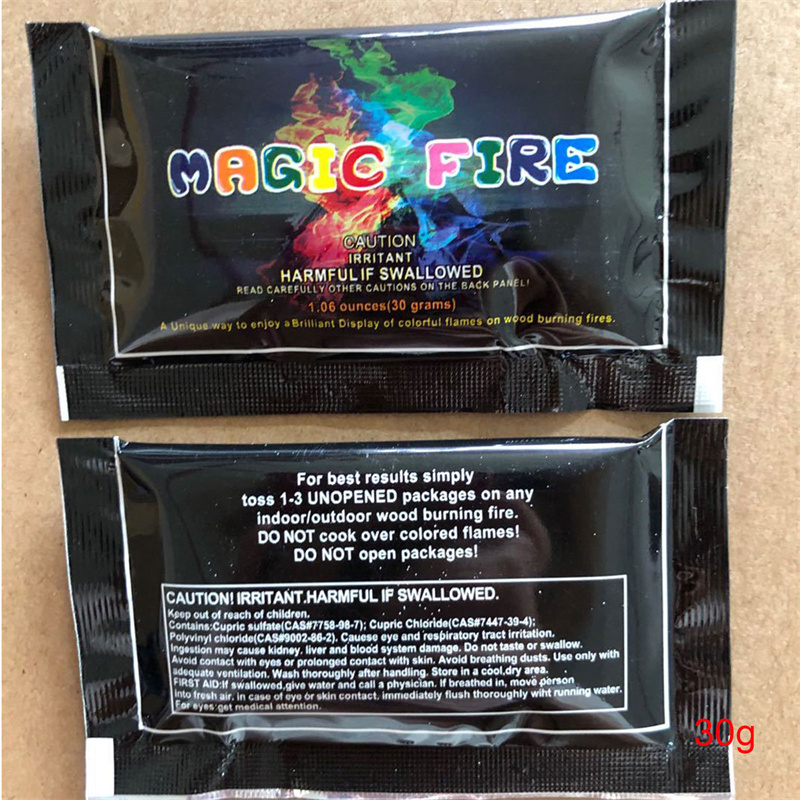 MAGIC FIRE
CAUTION
IRRITANT
HARMFUL IF SWALLOWED
READ CAREFULLY OTHER CAUTIONS ON THE BACK PANEL!
1.06 ounces(30 grams)
A Unique way to enjoy a Brilliant Display of colorful flames on wood burning fires.
For best results simply
toss 1-3 UNOPENED packages on any
indoor/outdoor wood burning fire.
DO NOT cook over colored flames!
DO NOT open packages!
CAUTION! IRRITANT.HARMFUL IF SWALLOWED.
Keep out of reach of children.
Contains:Cupric sulfate(CAS#7758-98-7); Cupric Chloride(CAS#7447-39-4);
Polyvinyl chloride(CAS#9002-86-2). Cauese eye and respiratory tract irritation.
Ingestion may cause kidney. liver and blood system damage. Do not taste or swallow.
Avoid contact with eyes or prolonged contact with skin. Avoid breathing dusts. Use only with
adequate ventilation. Wash thoroughly after handling. Store in a cool,dry area.
FIRST AID:If swallowed,give water and call a physician. If breathed in, move person
into fresh air. in case of eye or skin contact, immediately flush thoroughly wiht running water.
For eyes:get medical attention.
30g